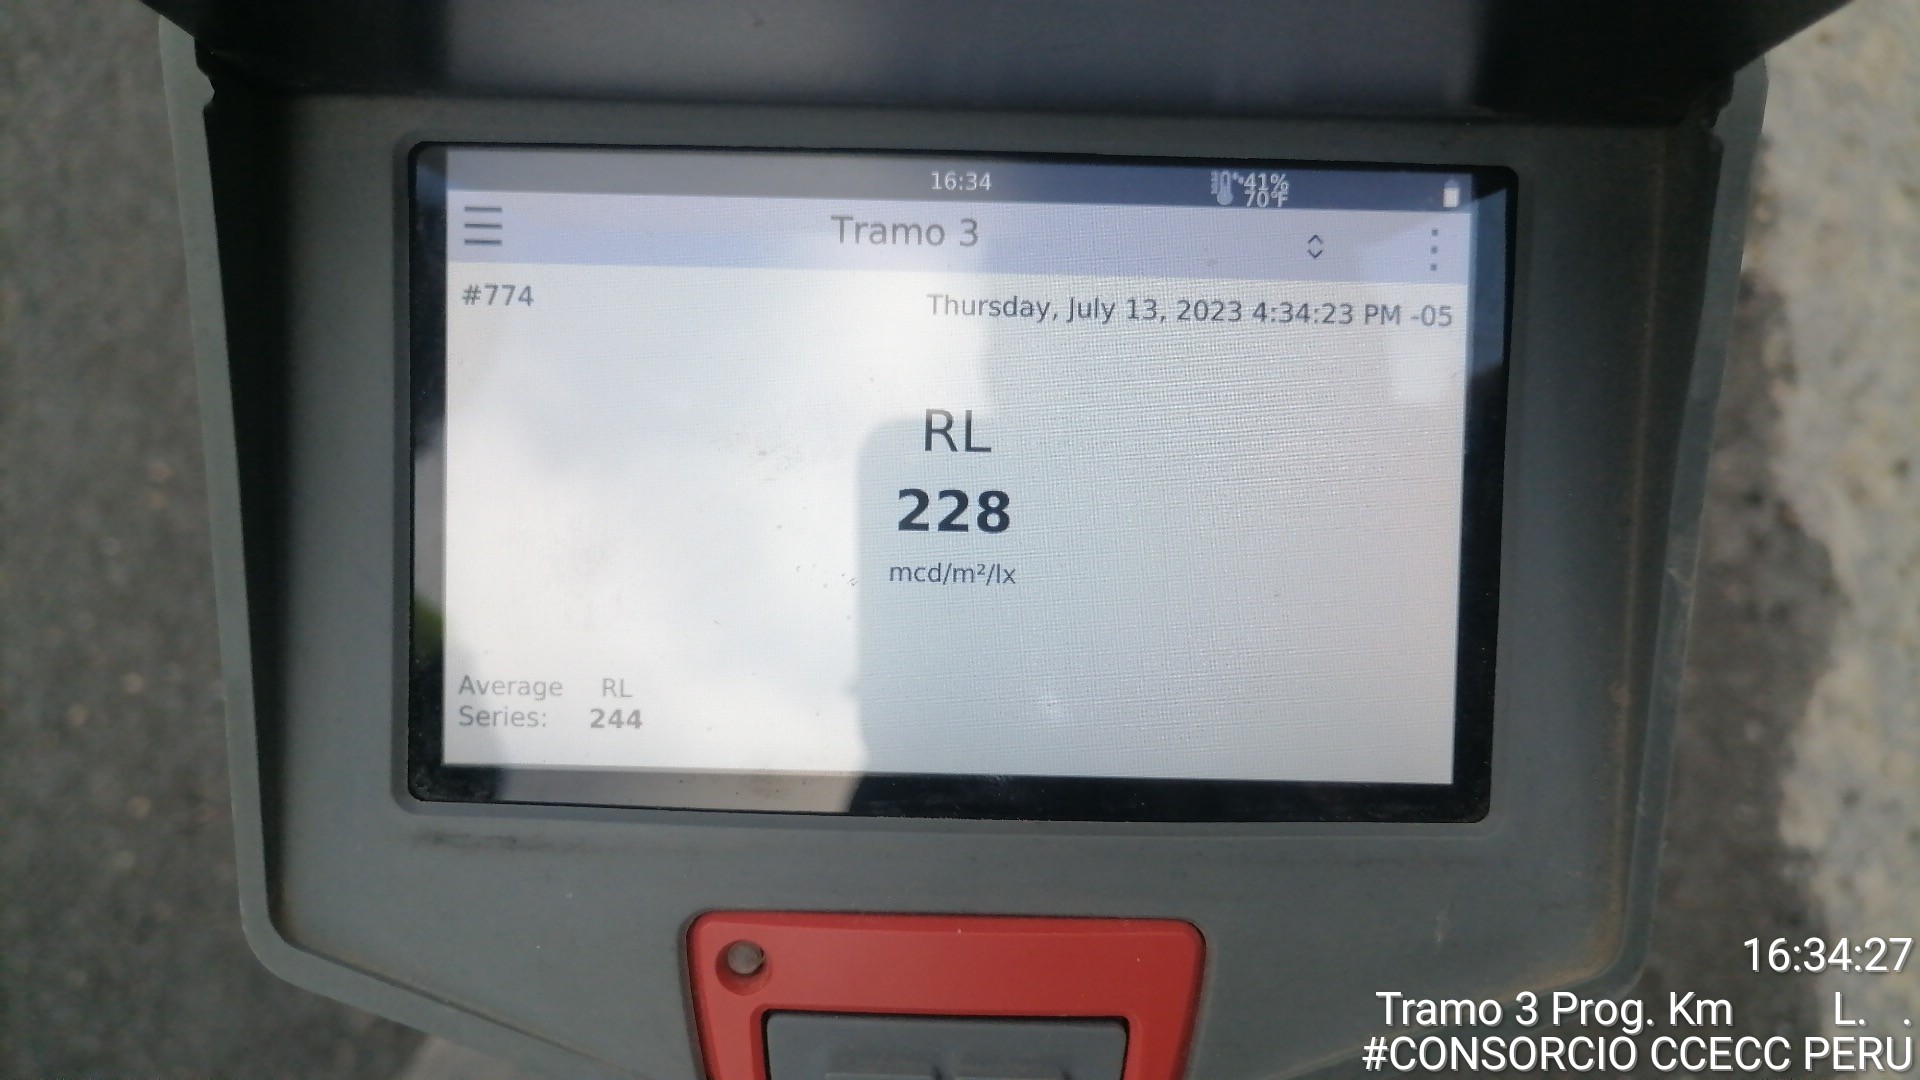 16:34
41%
70°F
Tramo 3
#774
Thursday, July 13, 2023 4:34:23 PM -05
RL
228
mcd/m²/lx
Average RL
Series: 244
16:34:27
Tramo 3 Prog. Km L. .
#CONSORCIO CCECC PERU